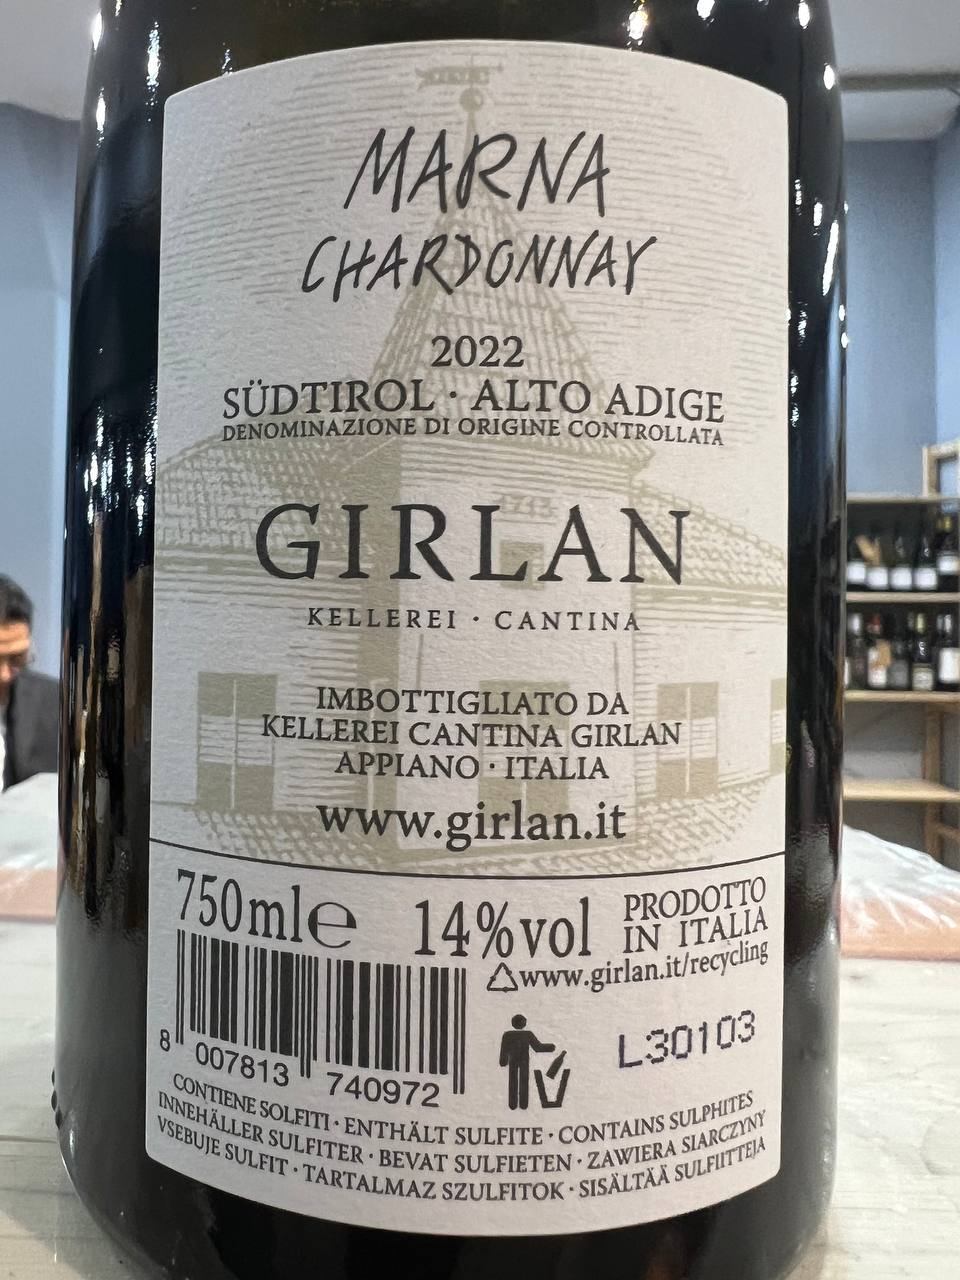 MARNA
CHARDONNAY
2022
SÜDTIROL · ALTO ADIGE
DENOMINAZIONE DI ORIGINE CONTROLLATA
1713
GIRLAN
KELLEREI · CANTINA
IMBOTTIGLIATO DA
KELLEREI CANTINA GIRLAN
APPIANO · ITALIA
www.girlan.it
750ml℮ 14%vol
PRODOTTO
IN ITALIA
www.girlan.it/recycling
L30103
8 007813 740972
CONTIENE SOLFITI · ENTHÄLT SULFITE · CONTAINS SULPHITES
INNEHÅLLER SULFITER · BEVAT SULFIETEN · ZAWIERA SIARCZYNY
VSEBUJE SULFIT · TARTALMAZ SZULFITOK · SISÄLTÄÄ SULFIITTEJA